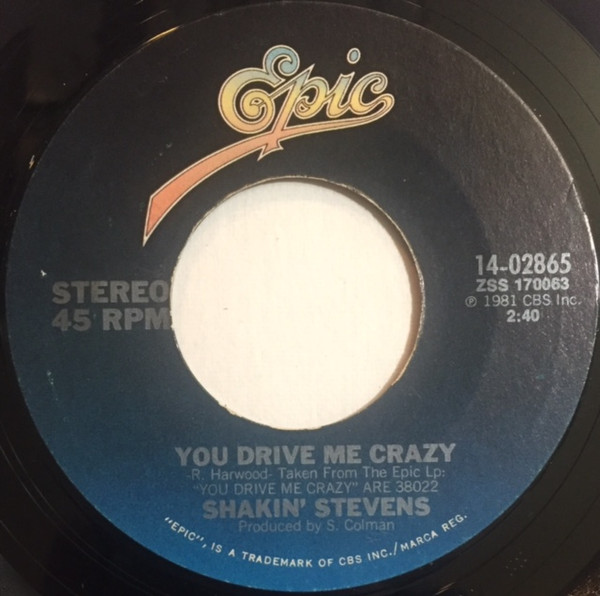 Epic
STEREO
45 RPM
14-02865
ZSS 170063
℗ 1981 CBS Inc.
2:40
YOU DRIVE ME CRAZY
-R. Harwood- Taken From The Epic Lp:
"YOU DRIVE ME CRAZY" ARE 38022
SHAKIN' STEVENS
Produced by S. Colman
"EPIC", IS A TRADEMARK OF CBS INC./MARCA REG.